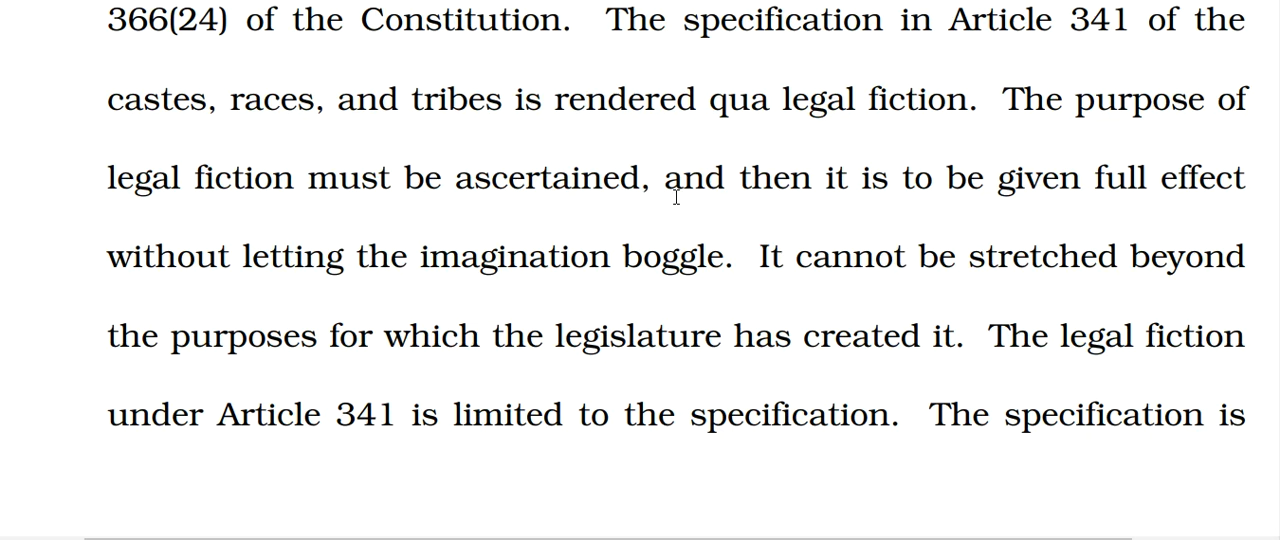 366(24) of the Constitution. The specification in Article 341 of the
castes, races, and tribes is rendered qua legal fiction. The purpose of
legal fiction must be ascertained, and then it is to be given full effect
without letting the imagination boggle. It cannot be stretched beyond
the purposes for which the legislature has created it. The legal fiction
under Article 341 is limited to the specification. The specification is